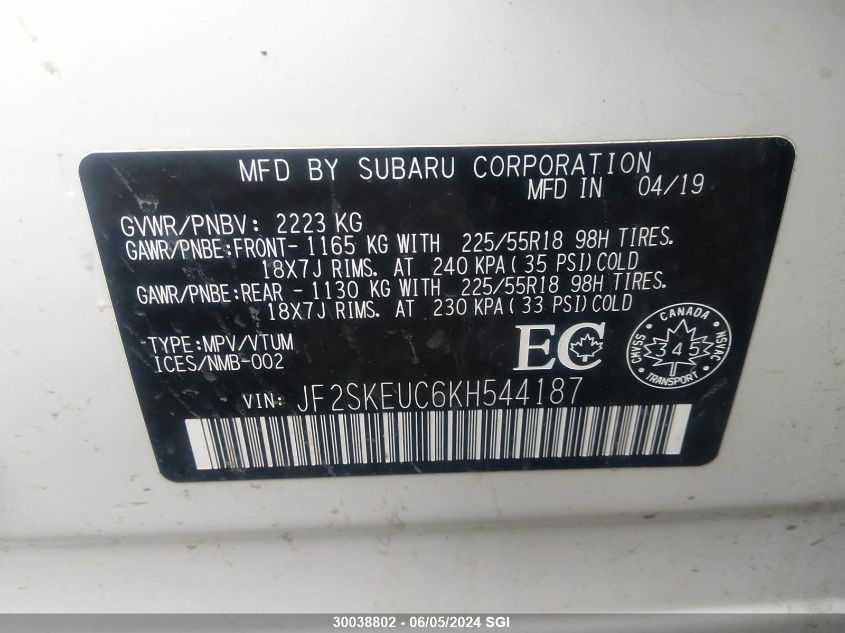 MFD BY SUBARU CORPORATION
MFD IN 04/19
GVWR/PNBV: 2223 KG
GAWR/PNBE:FRONT- 1165 KG WITH 225/55R18 98H TIRES.
18X7J RIMS. AT 240 KPA(35 PSI)COLD
GAWR/PNBE:REAR - 1130 KG WITH 225/55R18 98H TIRES.
18X7J RIMS. AT 230 KPA(33 PSI)COLD
TYPE:MPV/VTUM
ICES/NMB-002
EC
CANADA
CMVSS 345 NSVAC
TRANSPORT
VIN: JF2SKEUC6KH544187
30038802 - 06/05/2024 SGI